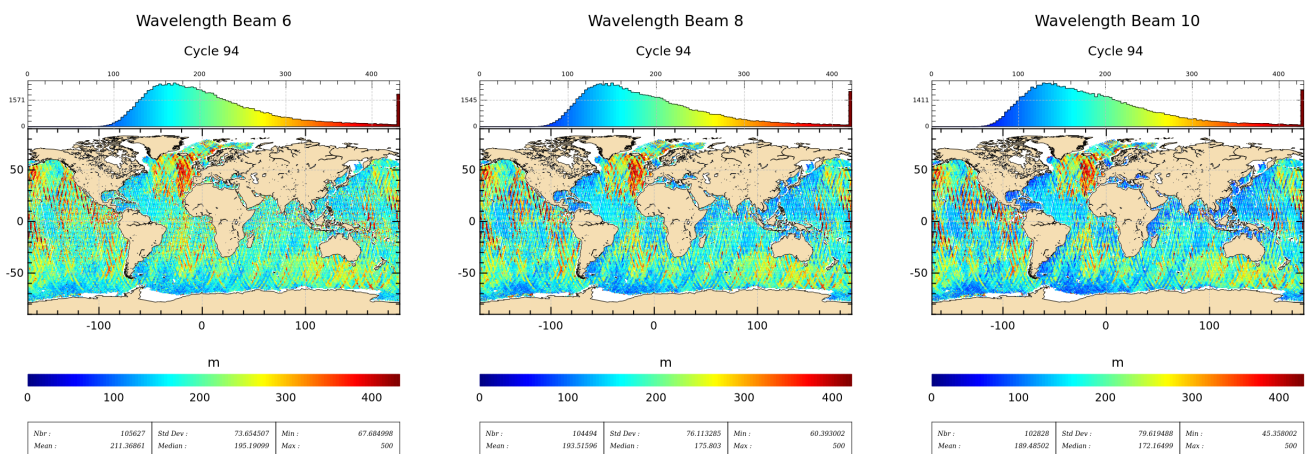 Wavelength Beam 6
Cycle 94
0 100 200 300 400
1571
0
50
0
-50
-100 0 100
m
0 100 200 300 400
Nbr : 105627 Std Dev : 73.654507 Min : 67.684998
Mean : 211.36861 Median : 195.19099 Max : 500
Wavelength Beam 8
Cycle 94
0 100 200 300 400
1545
0
50
0
-50
-100 0 100
m
0 100 200 300 400
Nbr : 104494 Std Dev : 76.113285 Min : 60.393002
Mean : 193.51596 Median : 175.803 Max : 500
Wavelength Beam 10
Cycle 94
0 100 200 300 400
1411
0
50
0
-50
-100 0 100
m
0 100 200 300 400
Nbr : 102828 Std Dev : 79.619488 Min : 45.358002
Mean : 189.48502 Median : 172.16499 Max : 500